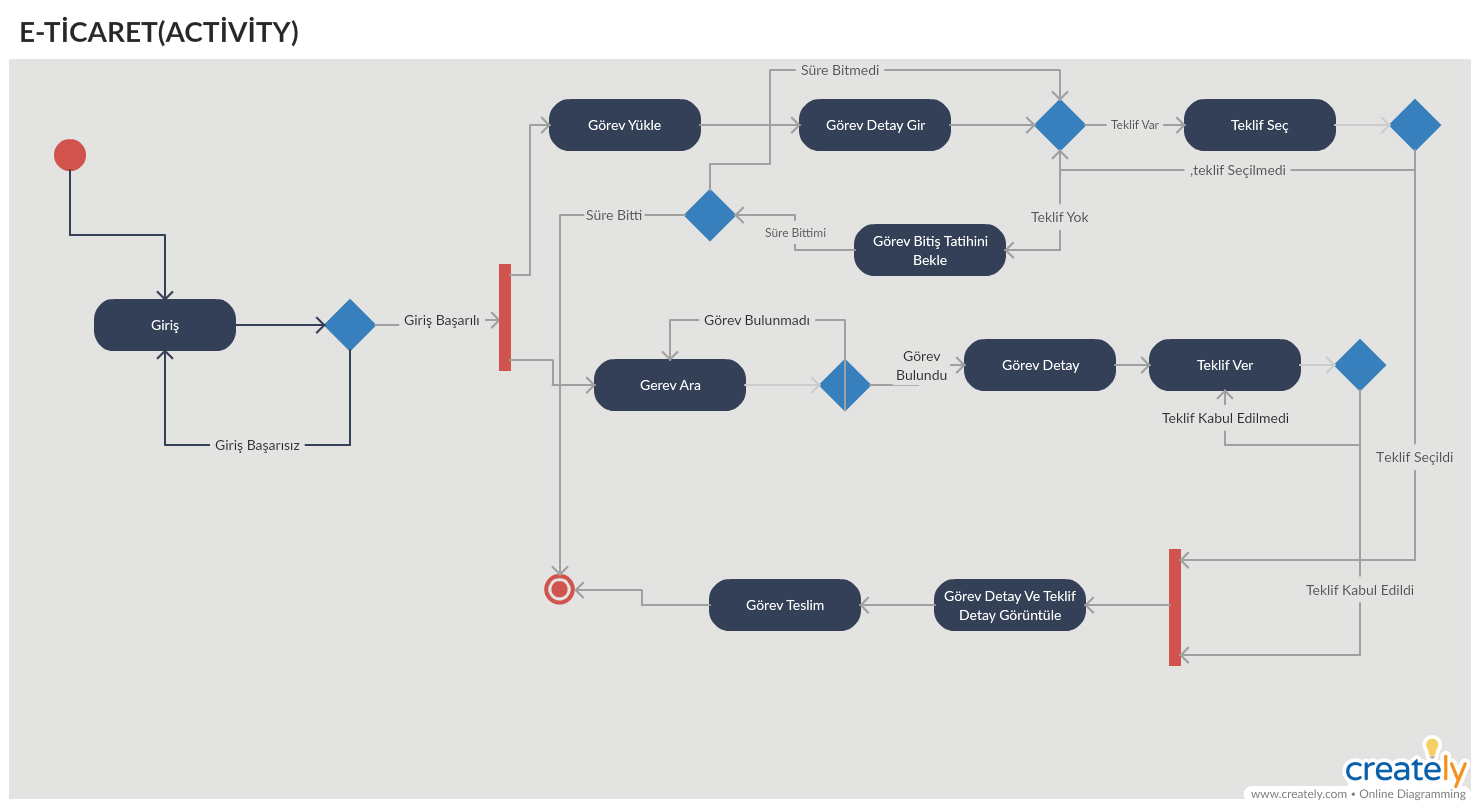 E-TİCARET(ACTİVİTY)
Süre Bitmedi
Görev Yükle
Görev Detay Gir
Teklif Var
Teklif Seç
,teklif Seçilmedi
Süre Bitti
Süre Bittimi
Teklif Yok
Görev Bitiş Tatihini
Bekle
Giriş
Giriş Başarılı
Görev Bulunmadı
Gerev Ara
Görev
Bulundu
Görev Detay
Teklif Ver
Teklif Kabul Edilmedi
Giriş Başarısız
Teklif Seçildi
Teklif Kabul Edildi
Görev Teslim
Görev Detay Ve Teklif
Detay Görüntüle
creately
www.creately.com • Online Diagramming